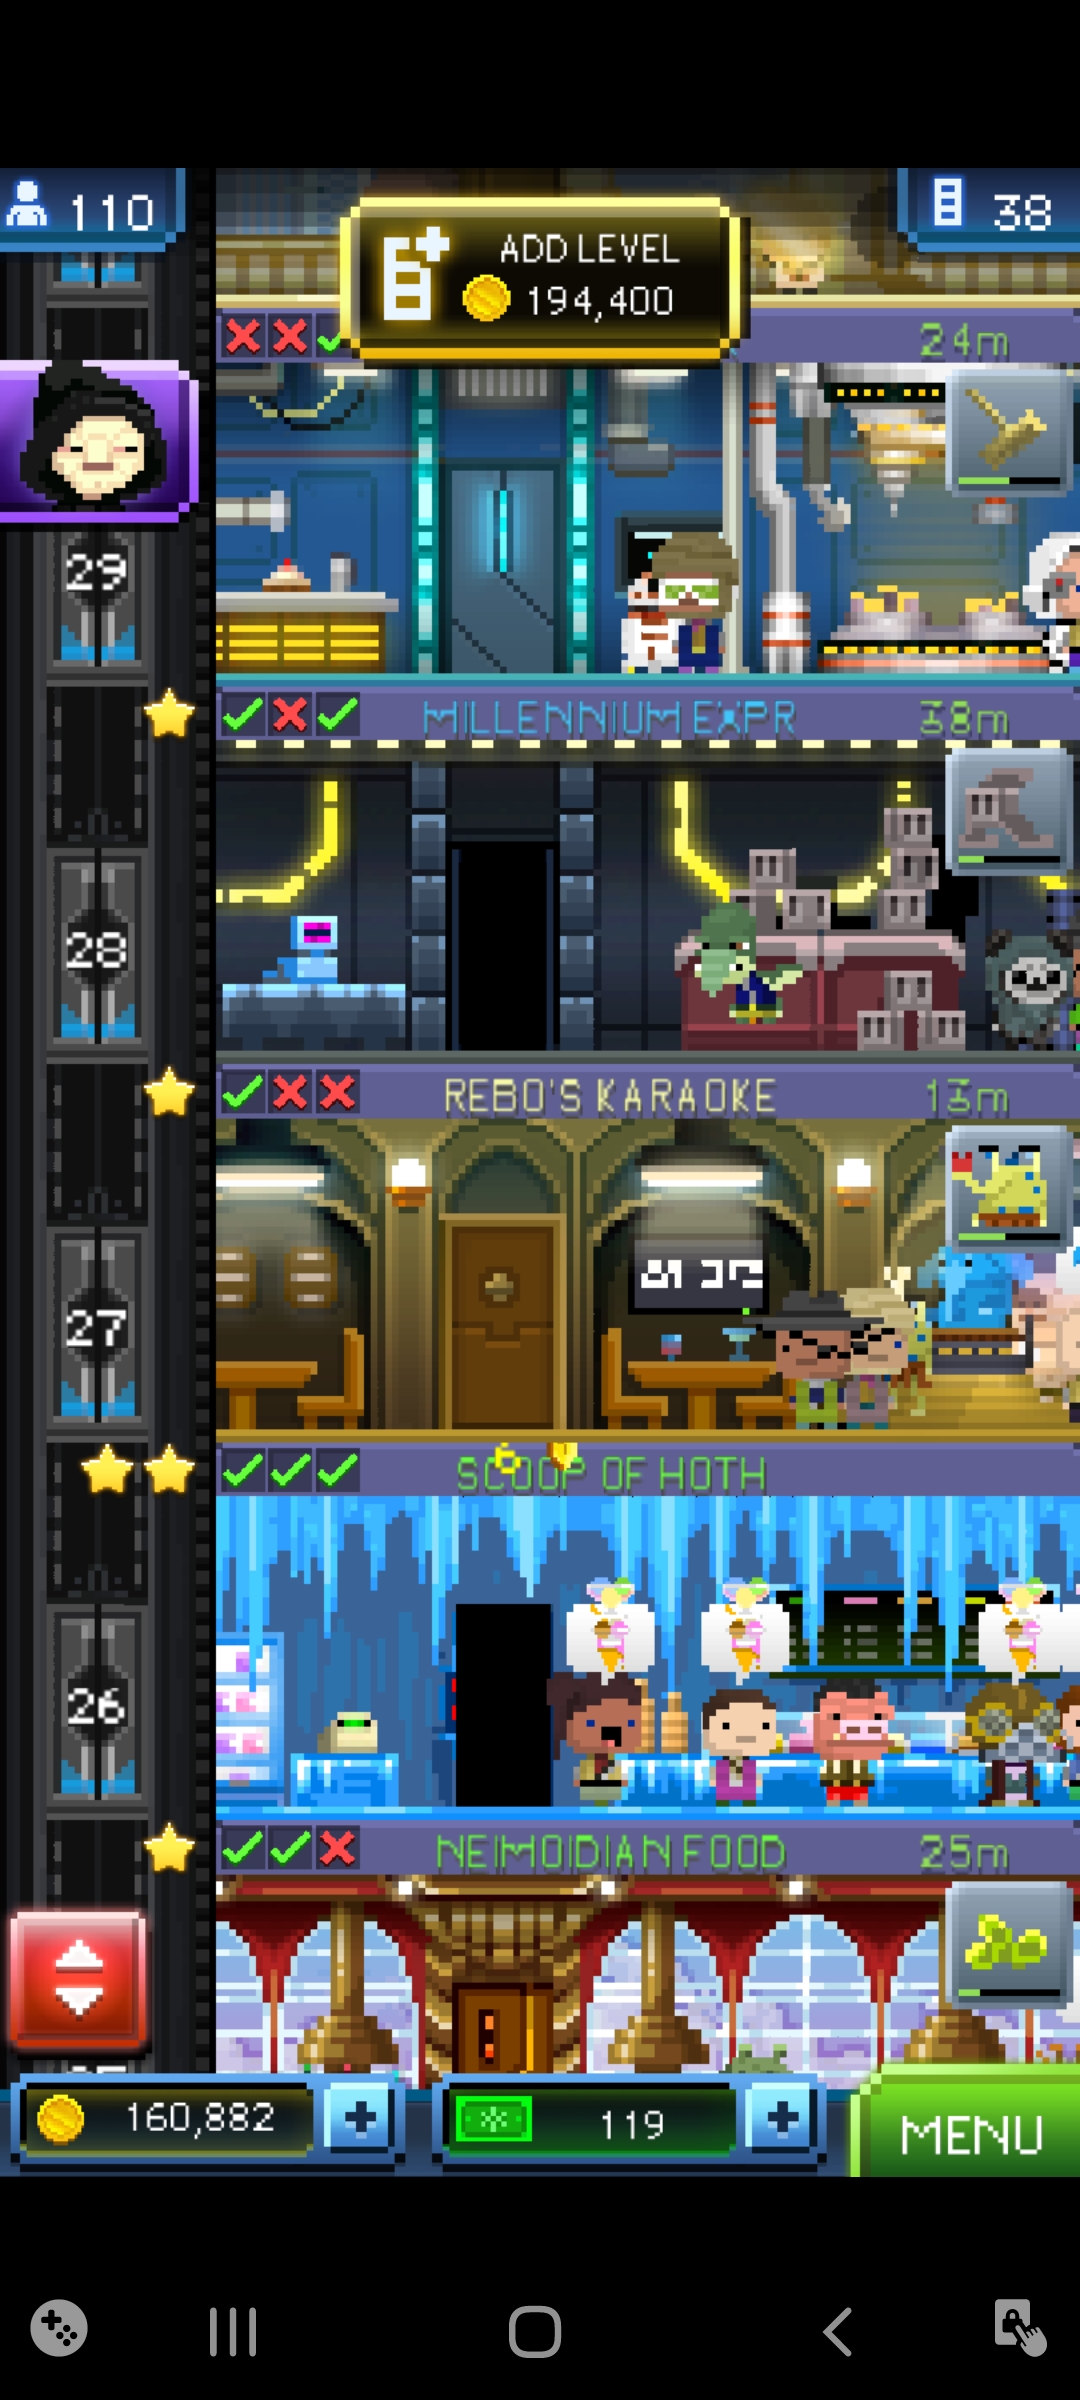 110
38
ADD LEVEL
194,400
24m
29
MILLENNIUM EXPR
38m
28
REBO'S KARAOKE
13m
27
6
SCOOP OF HOTH
26
NEIMOIDIAN FOOD
25m
160,882
119
MENU